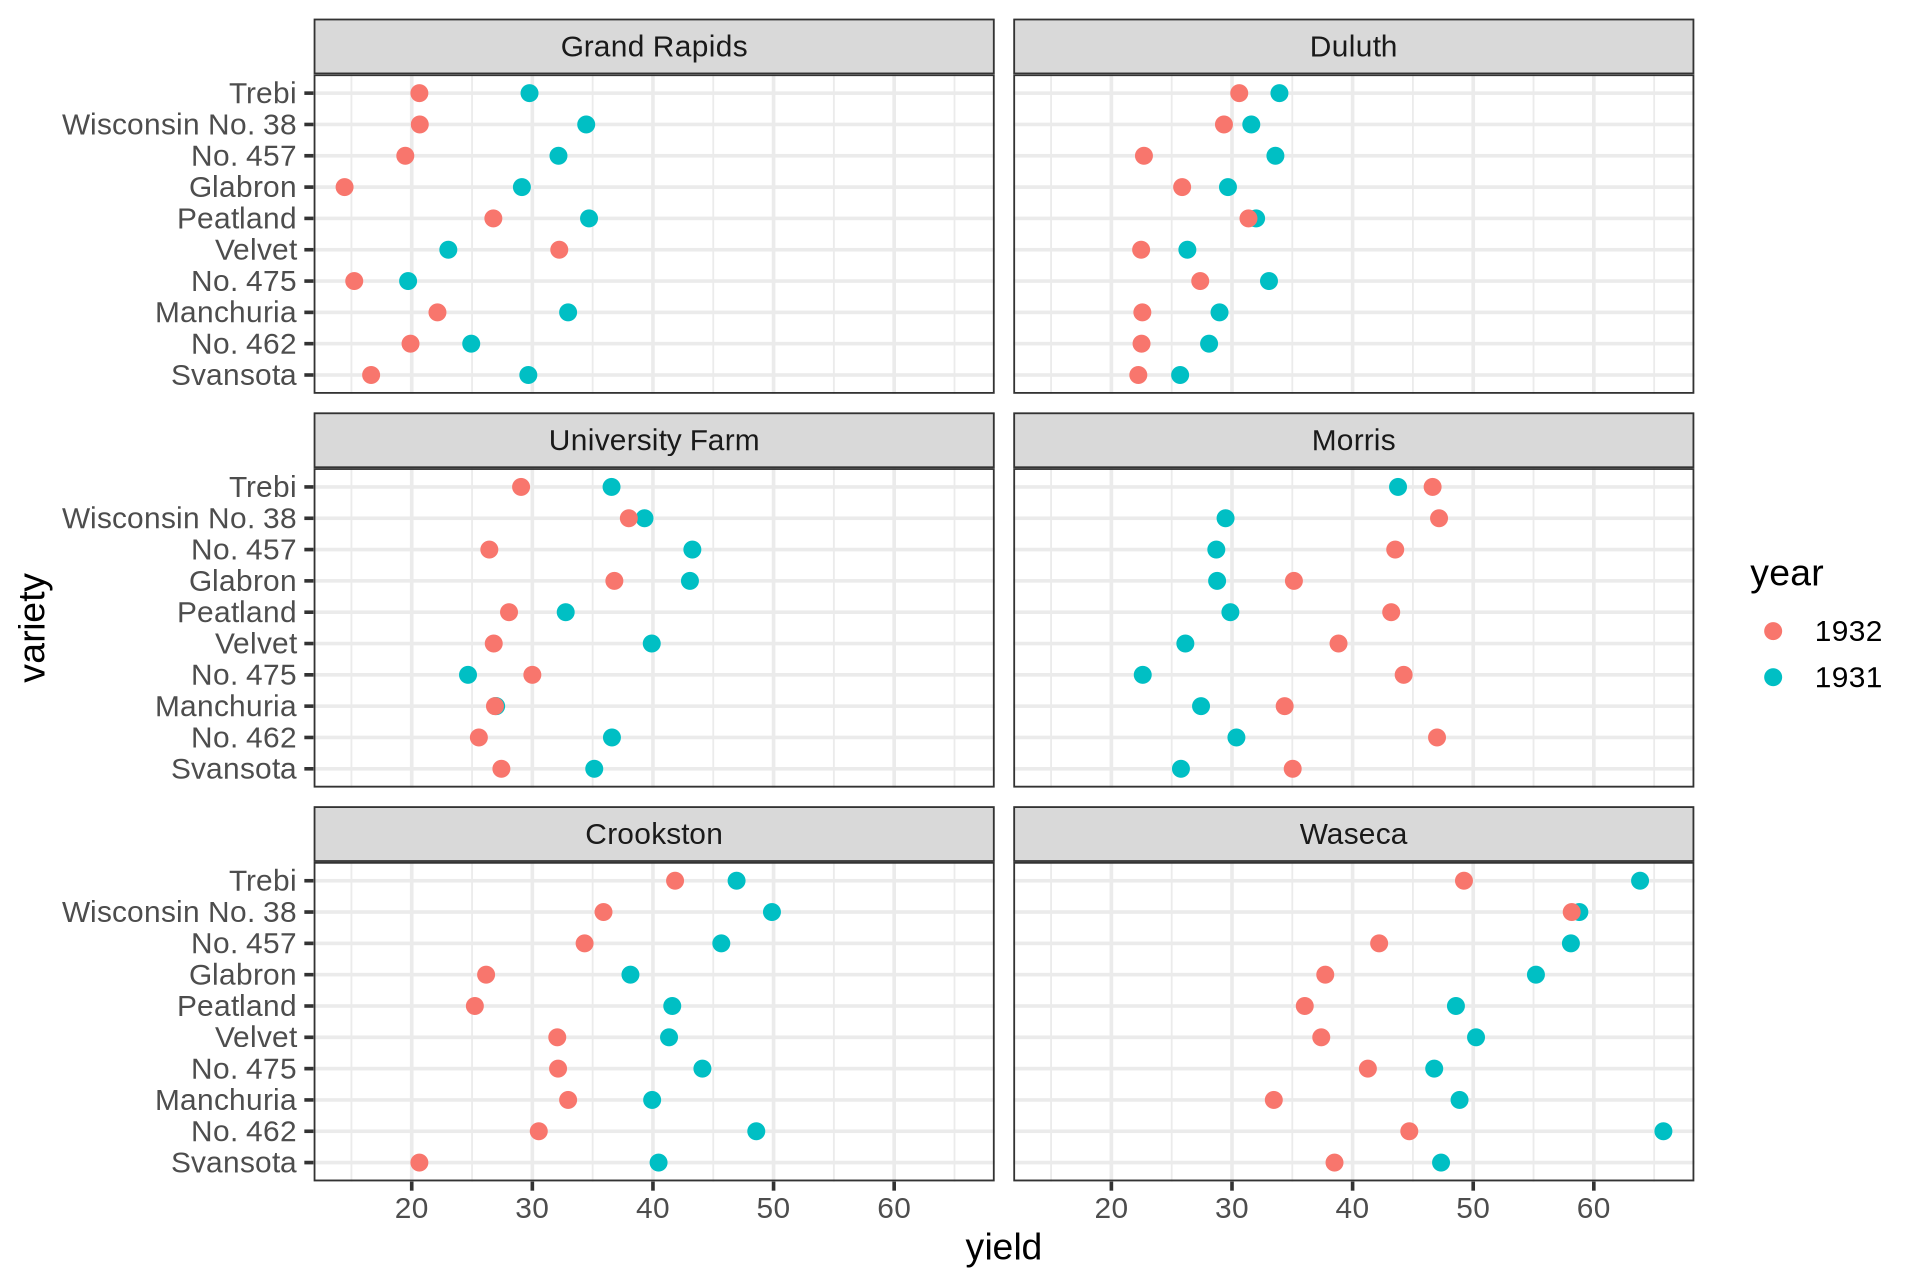 Grand Rapids
Duluth
Trebi
Wisconsin No. 38
No. 457
Glabron
Peatland
Velvet
No. 475
Manchuria
No. 462
Svansota
University Farm
Morris
Trebi
Wisconsin No. 38
No. 457
Glabron
Peatland
Velvet
No. 475
Manchuria
No. 462
Svansota
Crookston
Waseca
Trebi
Wisconsin No. 38
No. 457
Glabron
Peatland
Velvet
No. 475
Manchuria
No. 462
Svansota
20 30 40 50 60
20 30 40 50 60
yield
variety
year
1932
1931